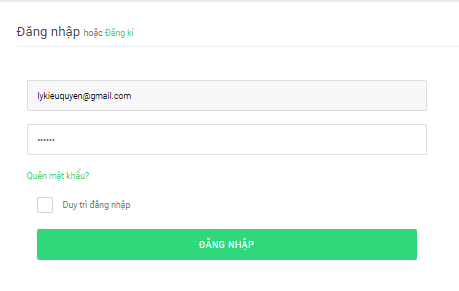 Đăng nhập hoặc Đăng kí
lykieuquyen@gmail.com
······
Quên mật khẩu?
Duy trì đăng nhập
ĐĂNG NHẬP